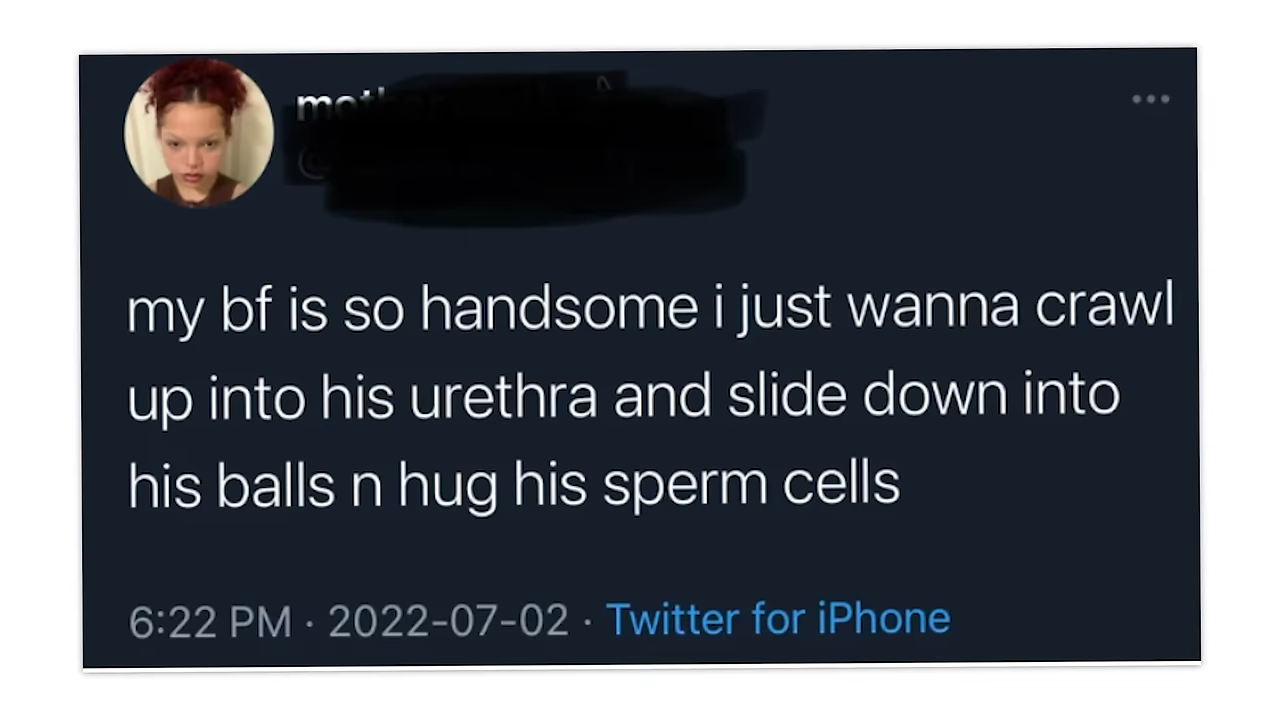 my bf is so handsome i just wanna crawl
up into his urethra and slide down into
his balls n hug his sperm cells
6:22 PM · 2022-07-02 · Twitter for iPhone